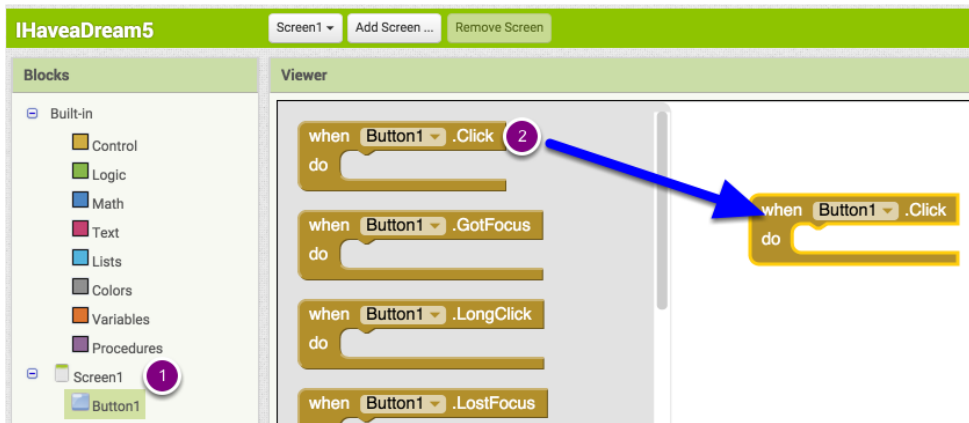 IHaveaDream5
Screen1
Add Screen ...
Remove Screen
Blocks
Viewer
Built-in
Control
Logic
Math
Text
Lists
Colors
Variables
Procedures
Screen1
1
Button1
when Button1 .Click
2
do
when Button1 .GotFocus
do
when Button1 .LongClick
do
when Button1 .LostFocus
when Button1 .Click
do